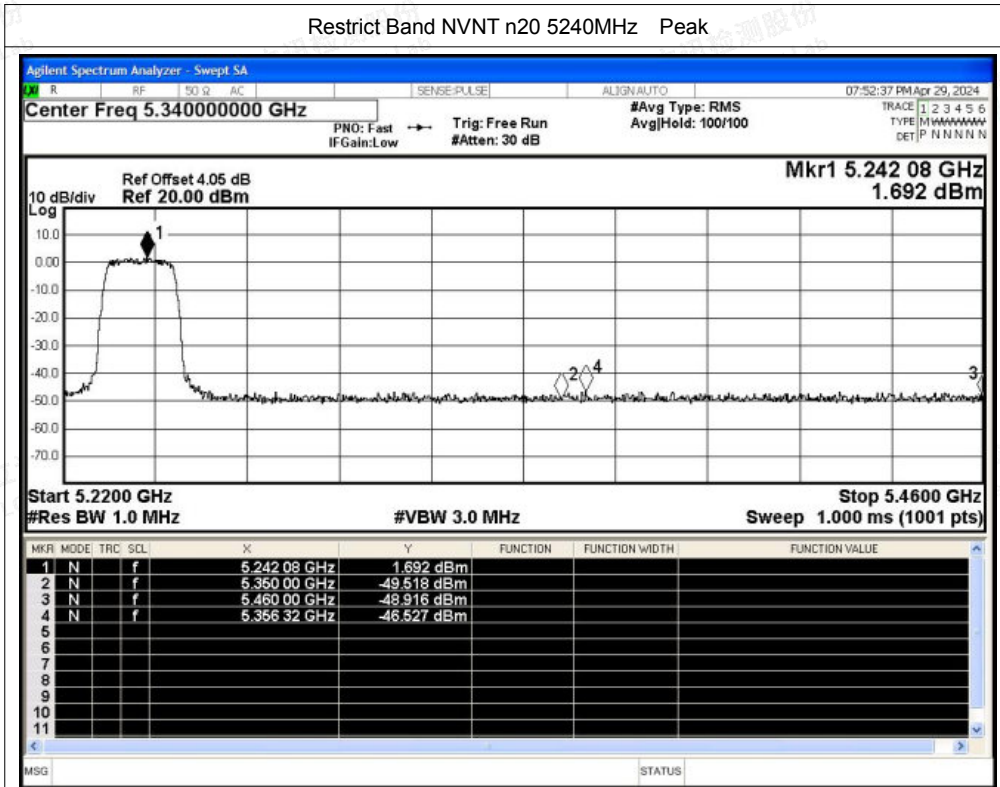 Restrict Band NVNT n20 5240MHz Peak
Agilent Spectrum Analyzer - Swept SA
R RF 50 Ω AC SENSE:PULSE ALIGN AUTO 07:52:37 PM Apr 29, 2024
Center Freq 5.340000000 GHz #Avg Type: RMS TRACE 1 2 3 4 5 6
PNO: Fast Trig: Free Run Avg|Hold: 100/100 TYPE M WWWWW
IFGain:Low #Atten: 30 dB DET P N N N N N
Mkr1 5.242 08 GHz
Ref Offset 4.05 dB
10 dB/div Ref 20.00 dBm 1.692 dBm
Log
10.0
1
0.00
-10.0
-20.0
-30.0
-40.0
2 4 3
-50.0
-60.0
-70.0
Start 5.2200 GHz Stop 5.4600 GHz
#Res BW 1.0 MHz #VBW 3.0 MHz Sweep 1.000 ms (1001 pts)
MKR MODE TRC SCL X Y FUNCTION FUNCTION WIDTH FUNCTION VALUE
1 N f 5.242 08 GHz 1.692 dBm
2 N f 5.350 00 GHz -49.518 dBm
3 N f 5.460 00 GHz -48.916 dBm
4 N f 5.356 32 GHz -46.527 dBm
5
6
7
8
9
10
11
MSG STATUS